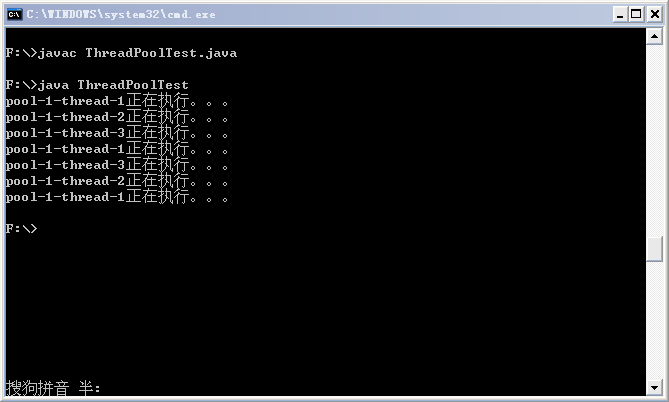 C:\WINDOWS\system32\cmd.exe
F:\>javac ThreadPoolTest.java
F:\>java ThreadPoolTest
pool-1-thread-1正在执行。。。
pool-1-thread-2正在执行。。。
pool-1-thread-3正在执行。。。
pool-1-thread-1正在执行。。。
pool-1-thread-3正在执行。。。
pool-1-thread-2正在执行。。。
pool-1-thread-1正在执行。。。
F:\>
搜狗拼音 半: